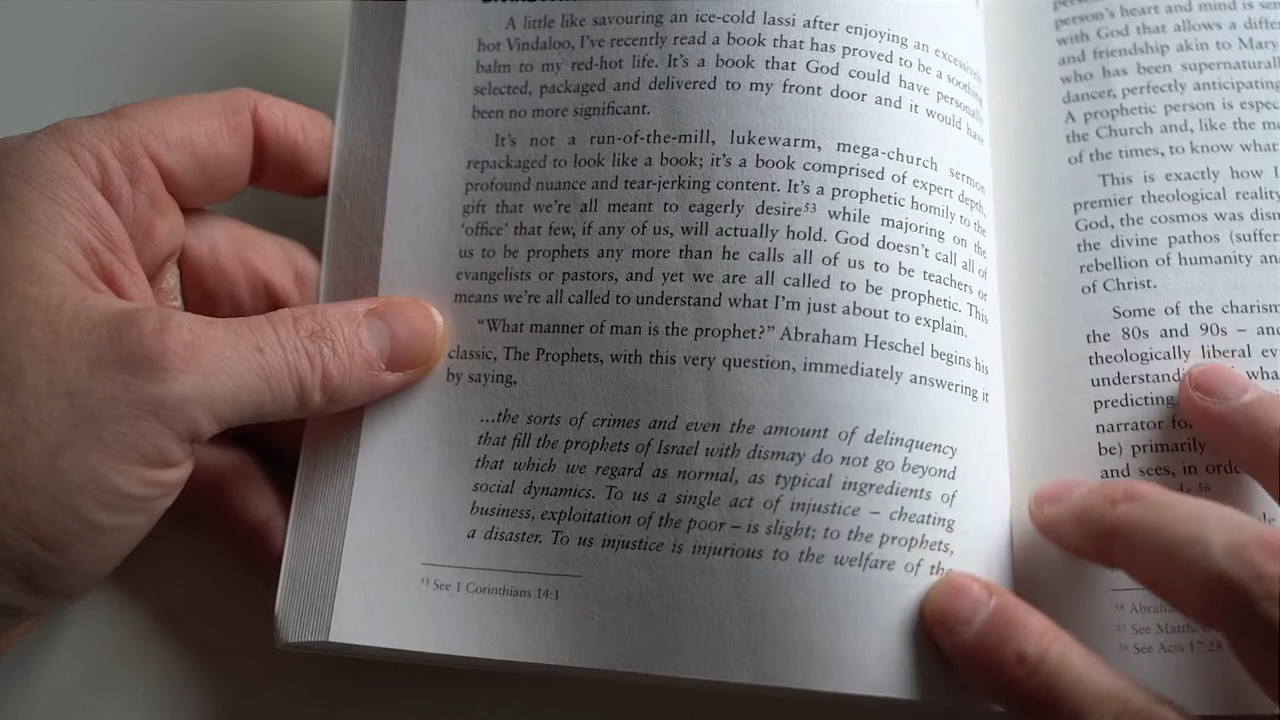 A little like savouring an ice-cold lassi after enjoying an excessively
hot Vindaloo, I've recently read a book that has proved to be a soothing
balm to my red-hot life. It's a book that God could have personally
selected, packaged and delivered to my front door and it would have
been no more significant.
It's not a run-of-the-mill, lukewarm, mega-church sermon
repackaged to look like a book; it's a book comprised of expert depth,
profound nuance and tear-jerking content. It's a prophetic homily to the
gift that we're all meant to eagerly desire53 while majoring on the
'office' that few, if any of us, will actually hold. God doesn't call all of
us to be prophets any more than he calls all of us to be teachers or
evangelists or pastors, and yet we are all called to be prophetic. This
means we're all called to understand what I'm just about to explain.
"What manner of man is the prophet?" Abraham Heschel begins his
classic, The Prophets, with this very question, immediately answering it
by saying,
...the sorts of crimes and even the amount of delinquency
that fill the prophets of Israel with dismay do not go beyond
that which we regard as normal, as typical ingredients of
social dynamics. To us a single act of injustice – cheating
business, exploitation of the poor – is slight; to the prophets,
a disaster. To us injustice is injurious to the welfare of the
53 See 1 Corinthians 14:1
person's heart and mind is
with God that allows a
and friendship akin to Mary
who has been
dancer, perfectly anticipating
A prophetic person is
the Church and, like the
of the times, to know what
This is exactly how I
premier theological
God, the cosmos was
the divine pathos
rebellion of humanity
of Christ.
Some of the
the 80s and 90s – and
theologically liberal
predicting
narrator
be) primarily
and sees, in
56
54
55 See
56 See Acts 17:28